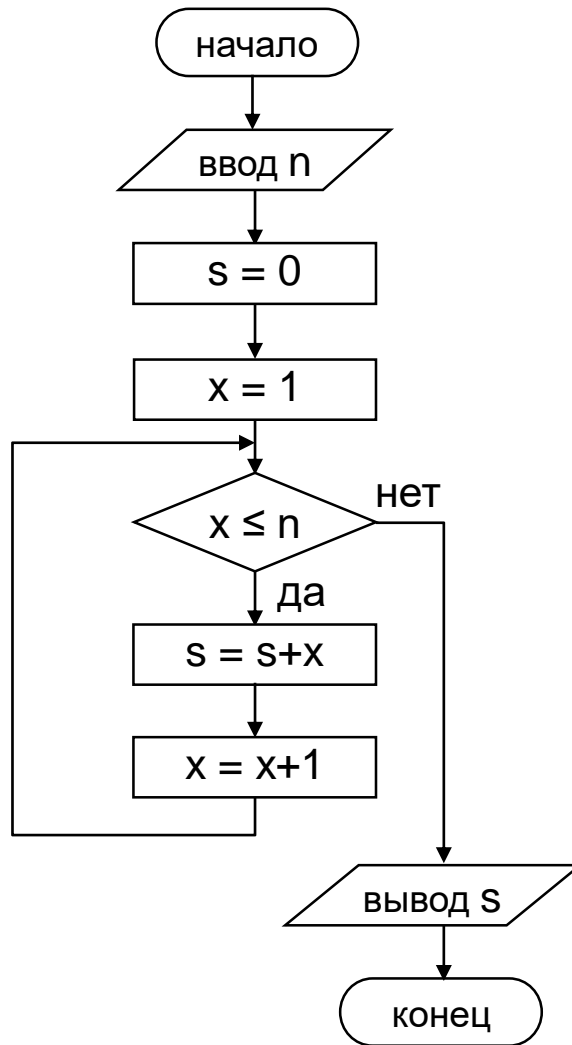 начало
ввод n
s = 0
x = 1
x ≤ n
нет
да
s = s+x
x = x+1
вывод s
конец